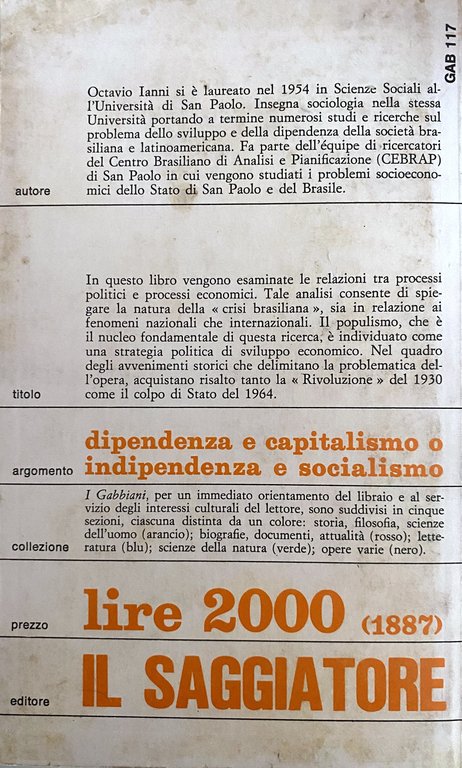 GAB 117
Octavio Ianni si è laureato nel 1954 in Scienze Sociali al-
l'Università di San Paolo. Insegna sociologia nella stessa
Università portando a termine numerosi studi e ricerche sul
problema dello sviluppo e della dipendenza della società bra-
siliana e latinoamericana. Fa parte dell'équipe di ricercatori
del Centro Brasiliano di Analisi e Pianificazione (CEBRAP)
di San Paolo in cui vengono studiati i problemi socioecono-
autore mici dello Stato di San Paolo e del Brasile.
In questo libro vengono esaminate le relazioni tra processi
politici e processi economici. Tale analisi consente di spie-
gare la natura della « crisi brasiliana », sia in relazione ai
fenomeni nazionali che internazionali. Il populismo, che è
il nucleo fondamentale di questa ricerca, è individuato come
una strategia politica di sviluppo economico. Nel quadro
degli avvenimenti storici che delimitano la problematica del-
l'opera, acquistano risalto tanto la « Rivoluzione » del 1930
titolo come il colpo di Stato del 1964.
dipendenza e capitalismo o
argomento indipendenza e socialismo
I Gabbiani, per un immediato orientamento del libraio e al ser-
vizio degli interessi culturali del lettore, sono suddivisi in cinque
sezioni, ciascuna distinta da un colore: storia, filosofia, scienze
dell'uomo (arancio); biografie, documenti, attualità (rosso); lette-
collezione ratura (blu); scienze della natura (verde); opere varie (nero).
prezzo lire 2000 (1887)
editore IL SAGGIATORE